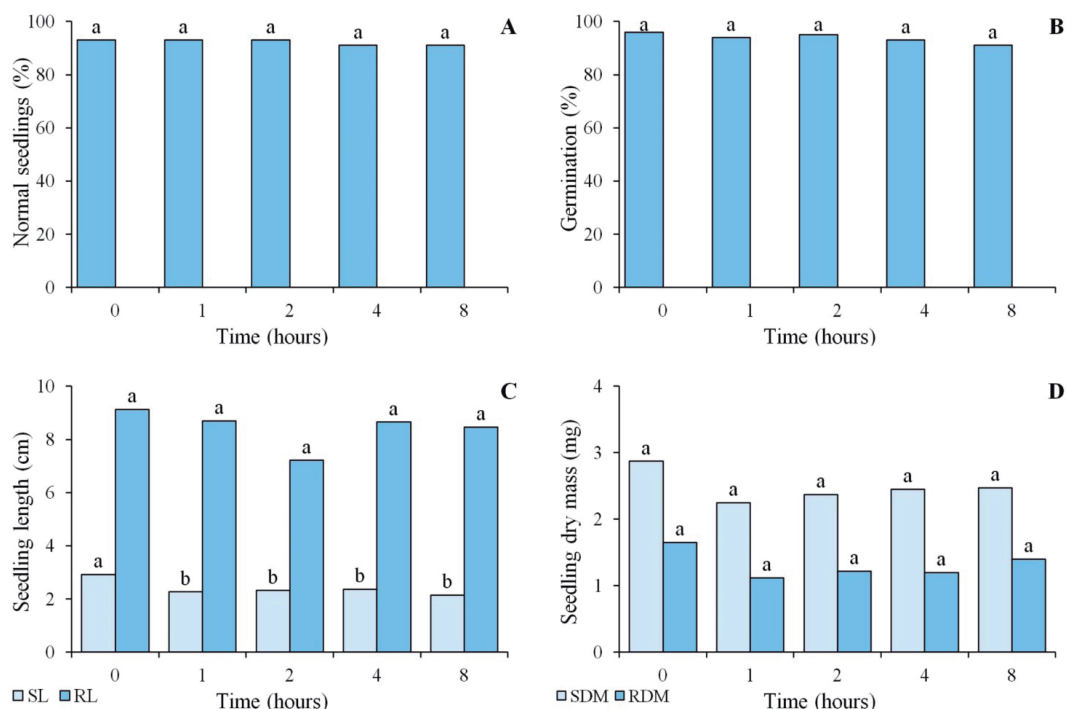 A
Normal seedlings (%)
100
80
60
40
20
0
a a a a a
0 1 2 4 8
Time (hours)
B
Germination (%)
100
80
60
40
20
0
a a a a a
0 1 2 4 8
Time (hours)
C
Seedling length (cm)
10
8
6
4
2
0
a a a b a b a b a b
0 1 2 4 8
Time (hours)
SL RL
D
Seedling dry mass (mg)
4
3
2
1
0
a a a a a a a a a a
0 1 2 4 8
Time (hours)
SDM RDM